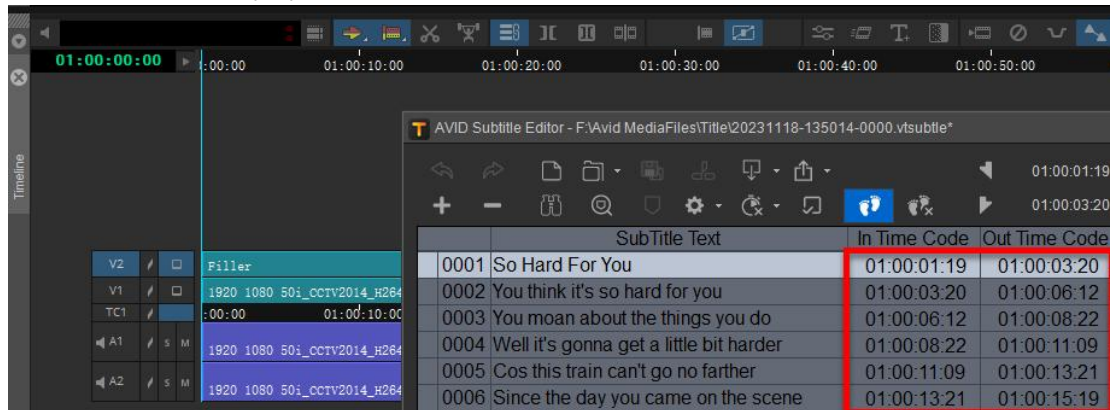 01:00:00:00
:00:00 01:00:10:00 01:00:20:00 01:00:30:00 01:00:40:00 01:00:50:00
Timeline
AVID Subtitle Editor - F:\Avid MediaFiles\Title\20231118-135014-0000.vtsubtle*
01:00:01:19
01:00:03:20
SubTitle Text In Time Code Out Time Code
0001 So Hard For You 01:00:01:19 01:00:03:20
0002 You think it's so hard for you 01:00:03:20 01:00:06:12
0003 You moan about the things you do 01:00:06:12 01:00:08:22
0004 Well it's gonna get a little bit harder 01:00:08:22 01:00:11:09
0005 Cos this train can't go no farther 01:00:11:09 01:00:13:21
0006 Since the day you came on the scene 01:00:13:21 01:00:15:19
V2 Filler
V1 1920 1080 50i_CCTV2014_H264
TC1 :00:00 01:00:10:00
A1 S M 1920 1080 50i_CCTV2014_H264
A2 S M 1920 1080 50i_CCTV2014_H264